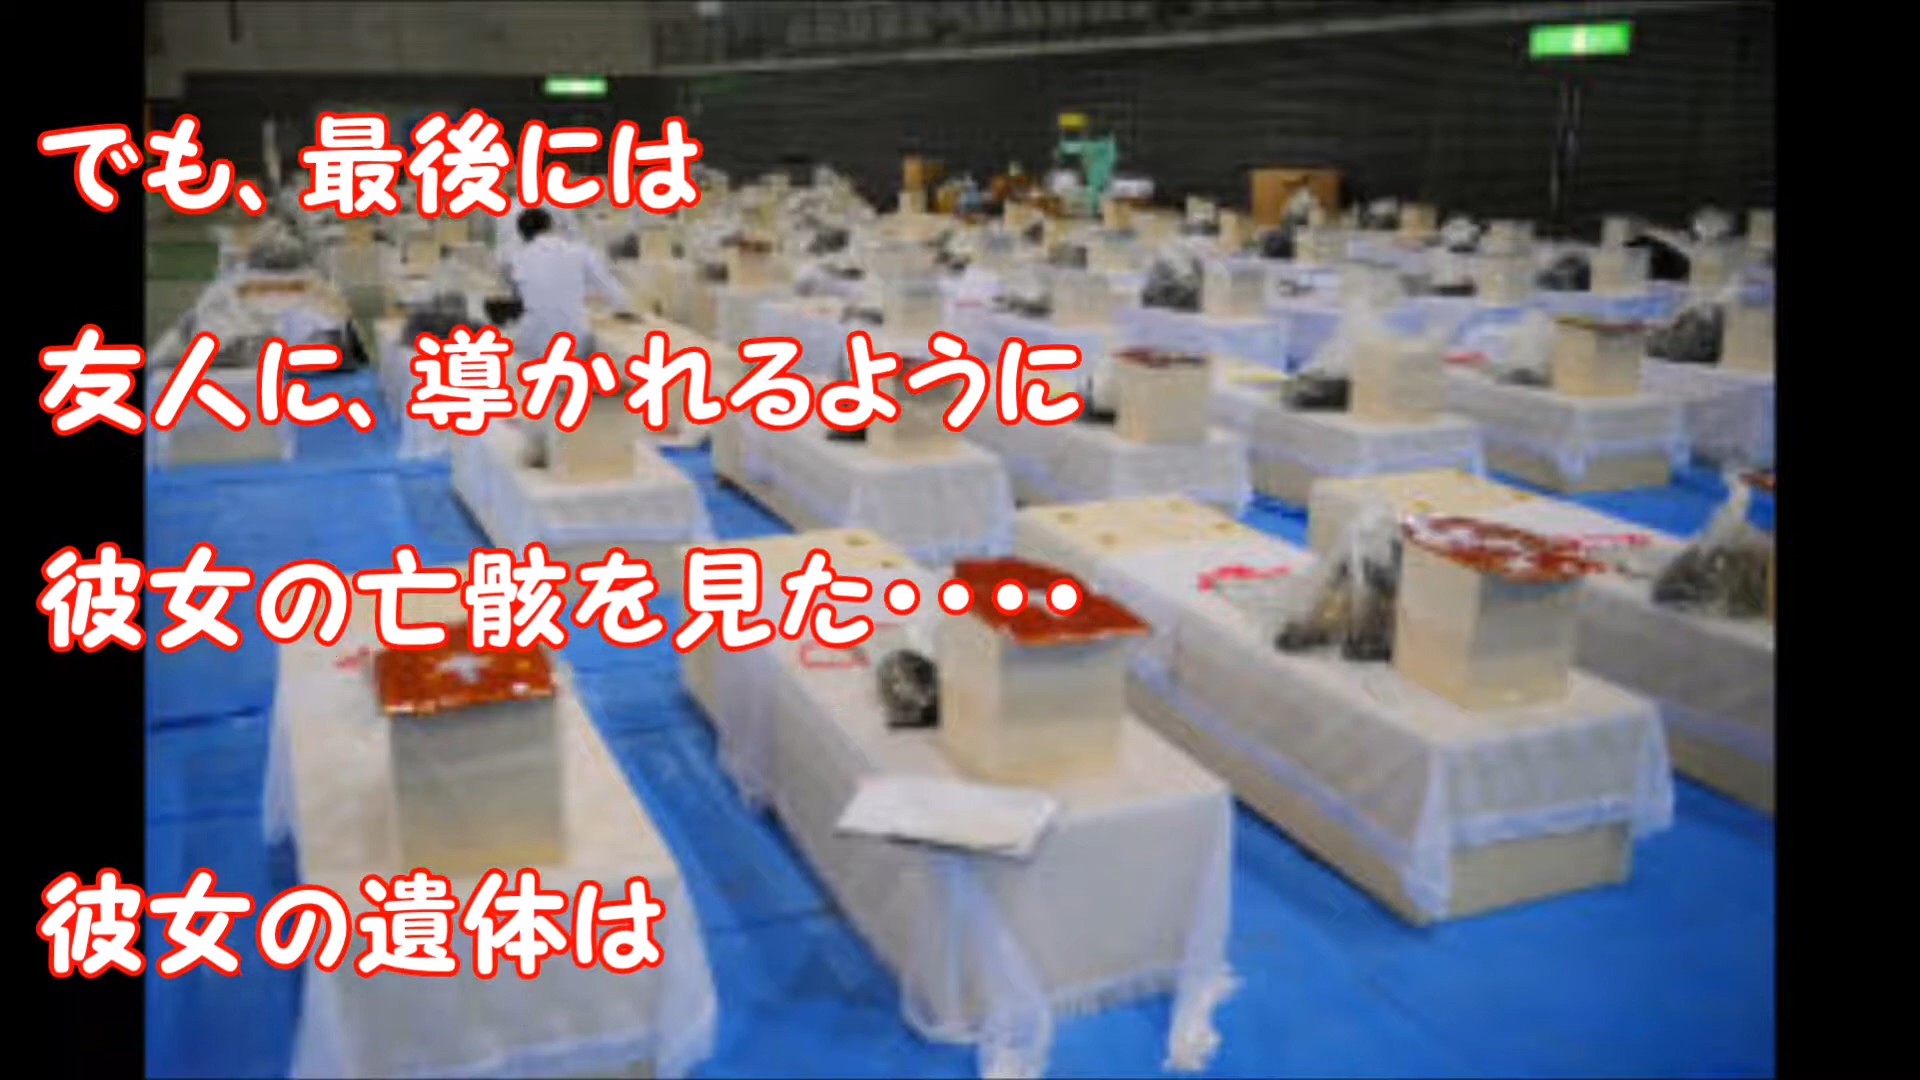 でも、最後には
友人に、導かれるように
彼女の亡骸を見た・・・・
彼女の遺体は